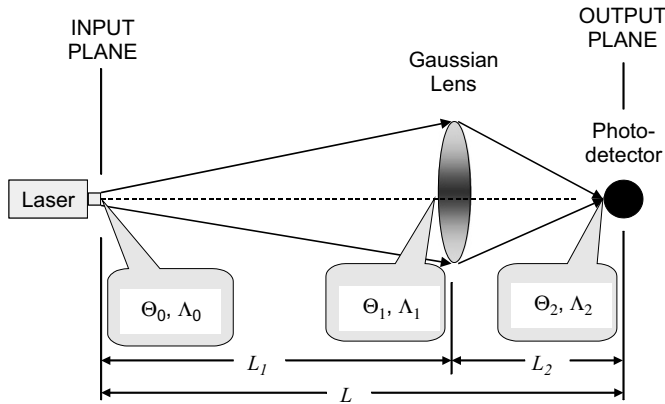 INPUT
PLANE
OUTPUT
PLANE
Gaussian
Lens
Photo-
detector
Laser
Θ0, Λ0
Θ1, Λ1
Θ2, Λ2
L1
L2
L